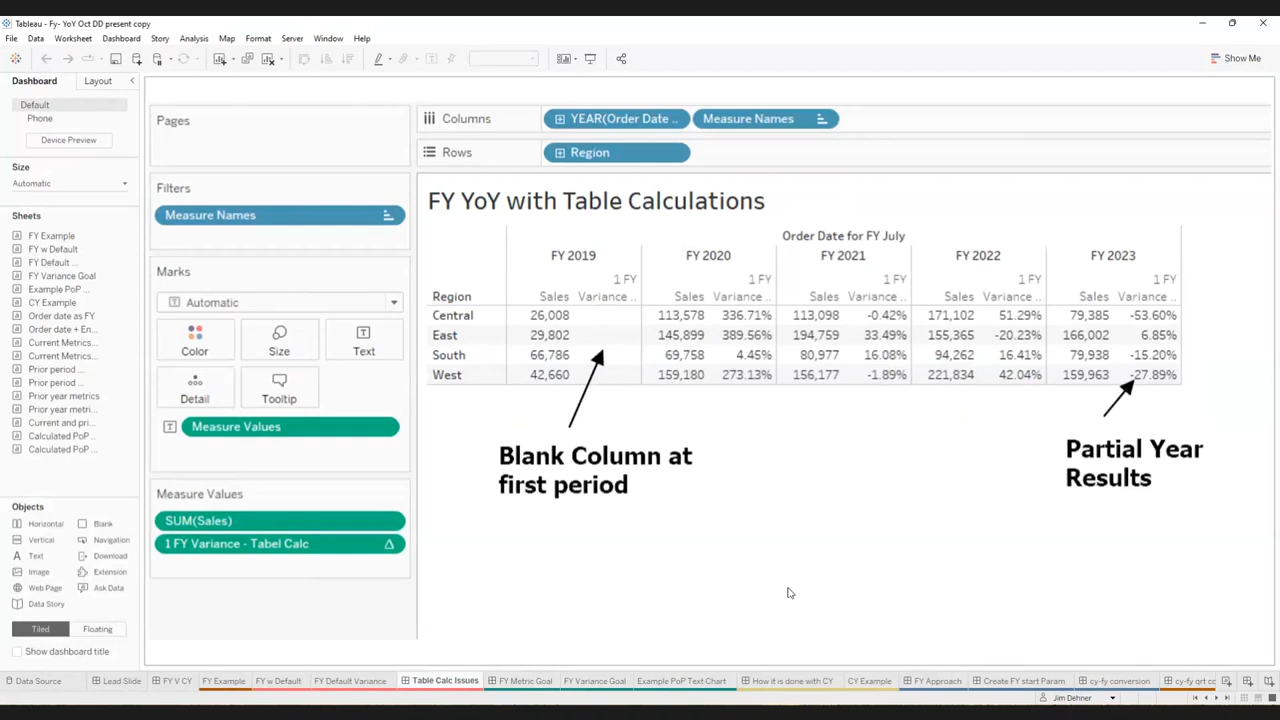 Tableau - Fy- YoY Oct DD present copy
File Data Worksheet Dashboard Story Analysis Map Format Server Window Help
Show Me
Dashboard Layout
Default
Phone
Device Preview
Size
Automatic
Sheets
FY Example
FY w Default
FY Default ...
FY Variance Goal
Example PoP ...
CY Example
Order date as FY
Order date + En...
Current Metrics...
Current Metrics...
Prior period ...
Prior period ...
Prior year metrics
Prior year metri...
Current and pri...
Calculated PoP ..
Calculated PoP ...
Objects
Horizontal Blank
Vertical Navigation
Text Download
Image Extension
Web Page Ask Data
Data Story
Tiled Floating
Show dashboard title
Pages
Filters
Measure Names
Marks
Automatic
Color Size Text
Detail Tooltip
Measure Values
Measure Values
SUM(Sales)
1 FY Variance - Tabel Calc
Columns YEAR(Order Date .. Measure Names
Rows Region
FY YoY with Table Calculations
Order Date for FY July
FY 2019 FY 2020 FY 2021 FY 2022 FY 2023
1 FY 1 FY 1 FY 1 FY 1 FY
Region Sales Variance .. Sales Variance .. Sales Variance .. Sales Variance .. Sales Variance ..
Central 26,008 113,578 336.71% 113,098 -0.42% 171,102 51.29% 79,385 -53.60%
East 29,802 145,899 389.56% 194,759 33.49% 155,365 -20.23% 166,002 6.85%
South 66,786 69,758 4.45% 80,977 16.08% 94,262 16.41% 79,938 -15.20%
West 42,660 159,180 273.13% 156,177 -1.89% 221,834 42.04% 159,963 -27.89%
Blank Column at
first period
Partial Year
Results
Data Source Lead Slide FY V CY FY Example FY w Default FY Default Variance Table Calc Issues FY Metric Goal FY Variance Goal Example PoP Text Chart How it is done with CY CY Example FY Approach Create FY start Param cy-fy conversion cy-fy qrt co
Jim Dehner